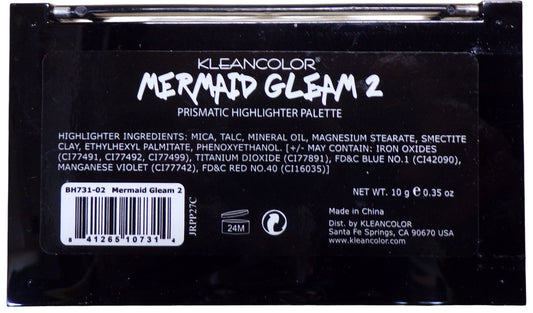 KLEANCOLOR®
MERMAID GLEAM 2
PRISMATIC HIGHLIGHTER PALETTE
HIGHLIGHTER INGREDIENTS: MICA, TALC, MINERAL OIL, MAGNESIUM STEARATE, SMECTITE
CLAY, ETHYLHEXYL PALMITATE, PHENOXYETHANOL. [+/- MAY CONTAIN: IRON OXIDES
(CI77491, CI77492, CI77499), TITANIUM DIOXIDE (CI77891), FD&C BLUE NO.1 (CI42090),
MANGANESE VIOLET (CI77742), FD&C RED NO.40 (CI16035)]
BH731-02 Mermaid Gleam 2
8 41265 10731 4
JRPP27C
24M
NET WT. 10 g ℮ 0.35 oz
Made in China
Dist. by KLEANCOLOR
Santa Fe Springs, CA 90670 USA
www.kleancolor.com